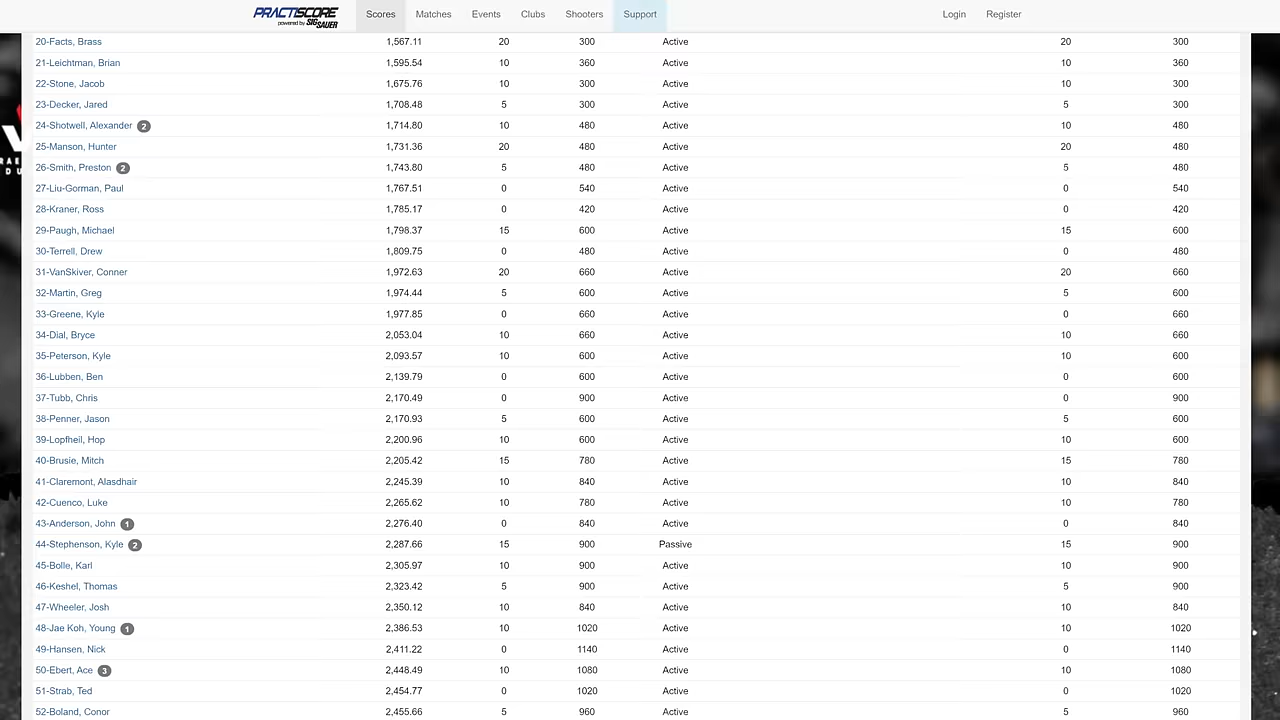 PRACTISCORE Scores Matches Events Clubs Shooters Support Login Register
powered by SIG SAUER
20-Facts, Brass 1,567.11 20 300 Active 20 300
21-Leichtman, Brian 1,595.54 10 360 Active 10 360
22-Stone, Jacob 1,675.76 10 300 Active 10 300
23-Decker, Jared 1,708.48 5 300 Active 5 300
24-Shotwell, Alexander 2 1,714.80 10 480 Active 10 480
25-Manson, Hunter 1,731.36 20 480 Active 20 480
26-Smith, Preston 2 1,743.80 5 480 Active 5 480
27-Liu-Gorman, Paul 1,767.51 0 540 Active 0 540
28-Kraner, Ross 1,785.17 0 420 Active 0 420
29-Paugh, Michael 1,798.37 15 600 Active 15 600
30-Terrell, Drew 1,809.75 0 480 Active 0 480
31-VanSkiver, Conner 1,972.63 20 660 Active 20 660
32-Martin, Greg 1,974.44 5 600 Active 5 600
33-Greene, Kyle 1,977.85 0 660 Active 0 660
34-Dial, Bryce 2,053.04 10 660 Active 10 660
35-Peterson, Kyle 2,093.57 10 600 Active 10 600
36-Lubben, Ben 2,139.79 0 600 Active 0 600
37-Tubb, Chris 2,170.49 0 900 Active 0 900
38-Penner, Jason 2,170.93 5 600 Active 5 600
39-Lopfheil, Hop 2,200.96 10 600 Active 10 600
40-Brusie, Mitch 2,205.42 15 780 Active 15 780
41-Claremont, Alasdhair 2,245.39 10 840 Active 10 840
42-Cuenco, Luke 2,265.62 10 780 Active 10 780
43-Anderson, John 1 2,276.40 0 840 Active 0 840
44-Stephenson, Kyle 2 2,287.66 15 900 Passive 15 900
45-Bolle, Karl 2,305.97 10 900 Active 10 900
46-Keshel, Thomas 2,323.42 5 900 Active 5 900
47-Wheeler, Josh 2,350.12 10 840 Active 10 840
48-Jae Koh, Young 1 2,386.53 10 1020 Active 10 1020
49-Hansen, Nick 2,411.22 0 1140 Active 0 1140
50-Ebert, Ace 3 2,448.49 10 1080 Active 10 1080
51-Strab, Ted 2,454.77 0 1020 Active 0 1020
52-Boland, Conor 2,455.66 5 960 Active 5 960